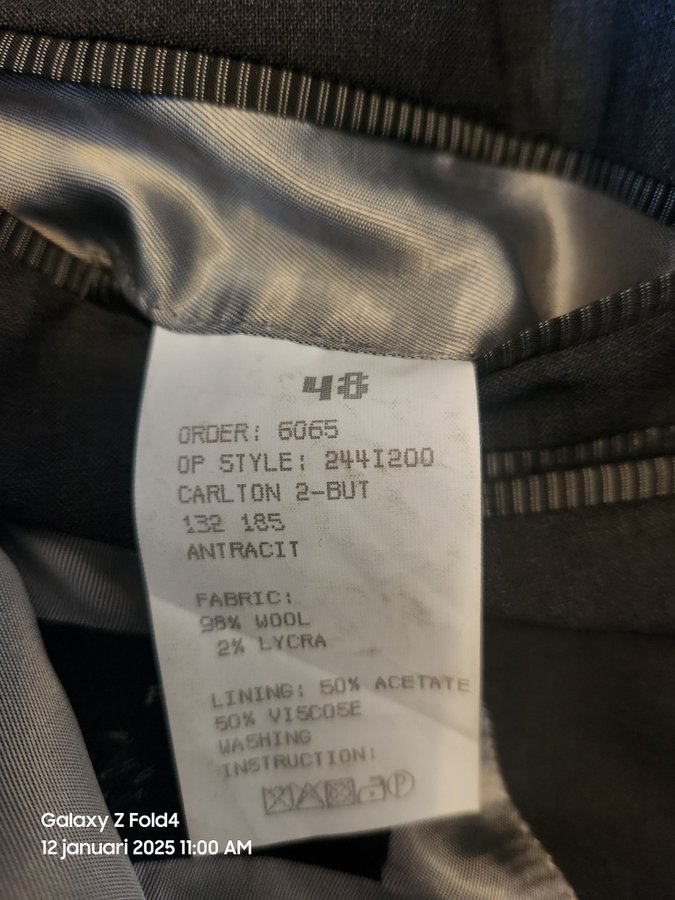 48
ORDER: 6065
OP STYLE: 244I200
CARLTON 2-BUT
132 185
ANTRACIT
FABRIC:
98% WOOL
2% LYCRA
LINING: 50% ACETATE
50% VISCOSE
WASHING
INSTRUCTION:
P
Galaxy Z Fold4
12 januari 2025 11:00 AM